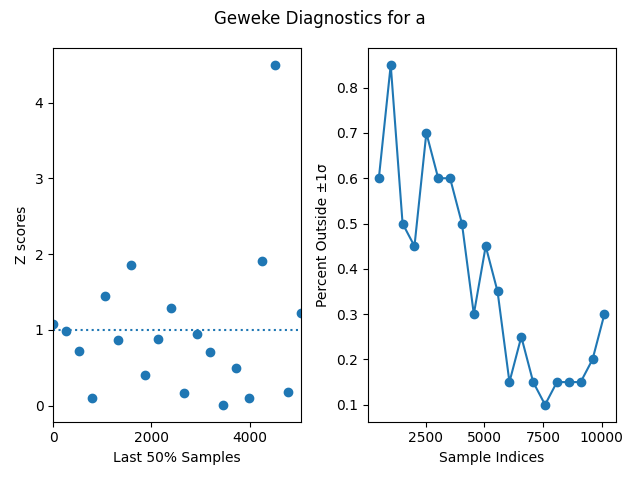 Geweke Diagnostics for a
Z scores
4
3
2
1
0
0 2000 4000
Last 50% Samples
Percent Outside ±1σ
0.8
0.7
0.6
0.5
0.4
0.3
0.2
0.1
2500 5000 7500 10000
Sample Indices